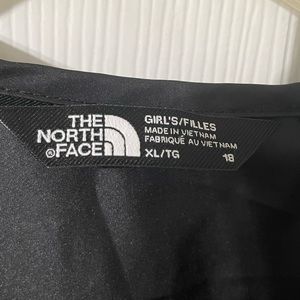 THE
NORTH
®FACE
GIRL'S/FILLES
MADE IN VIETNAM
FABRIQUÉ AU VIETNAM
XL/TG 18